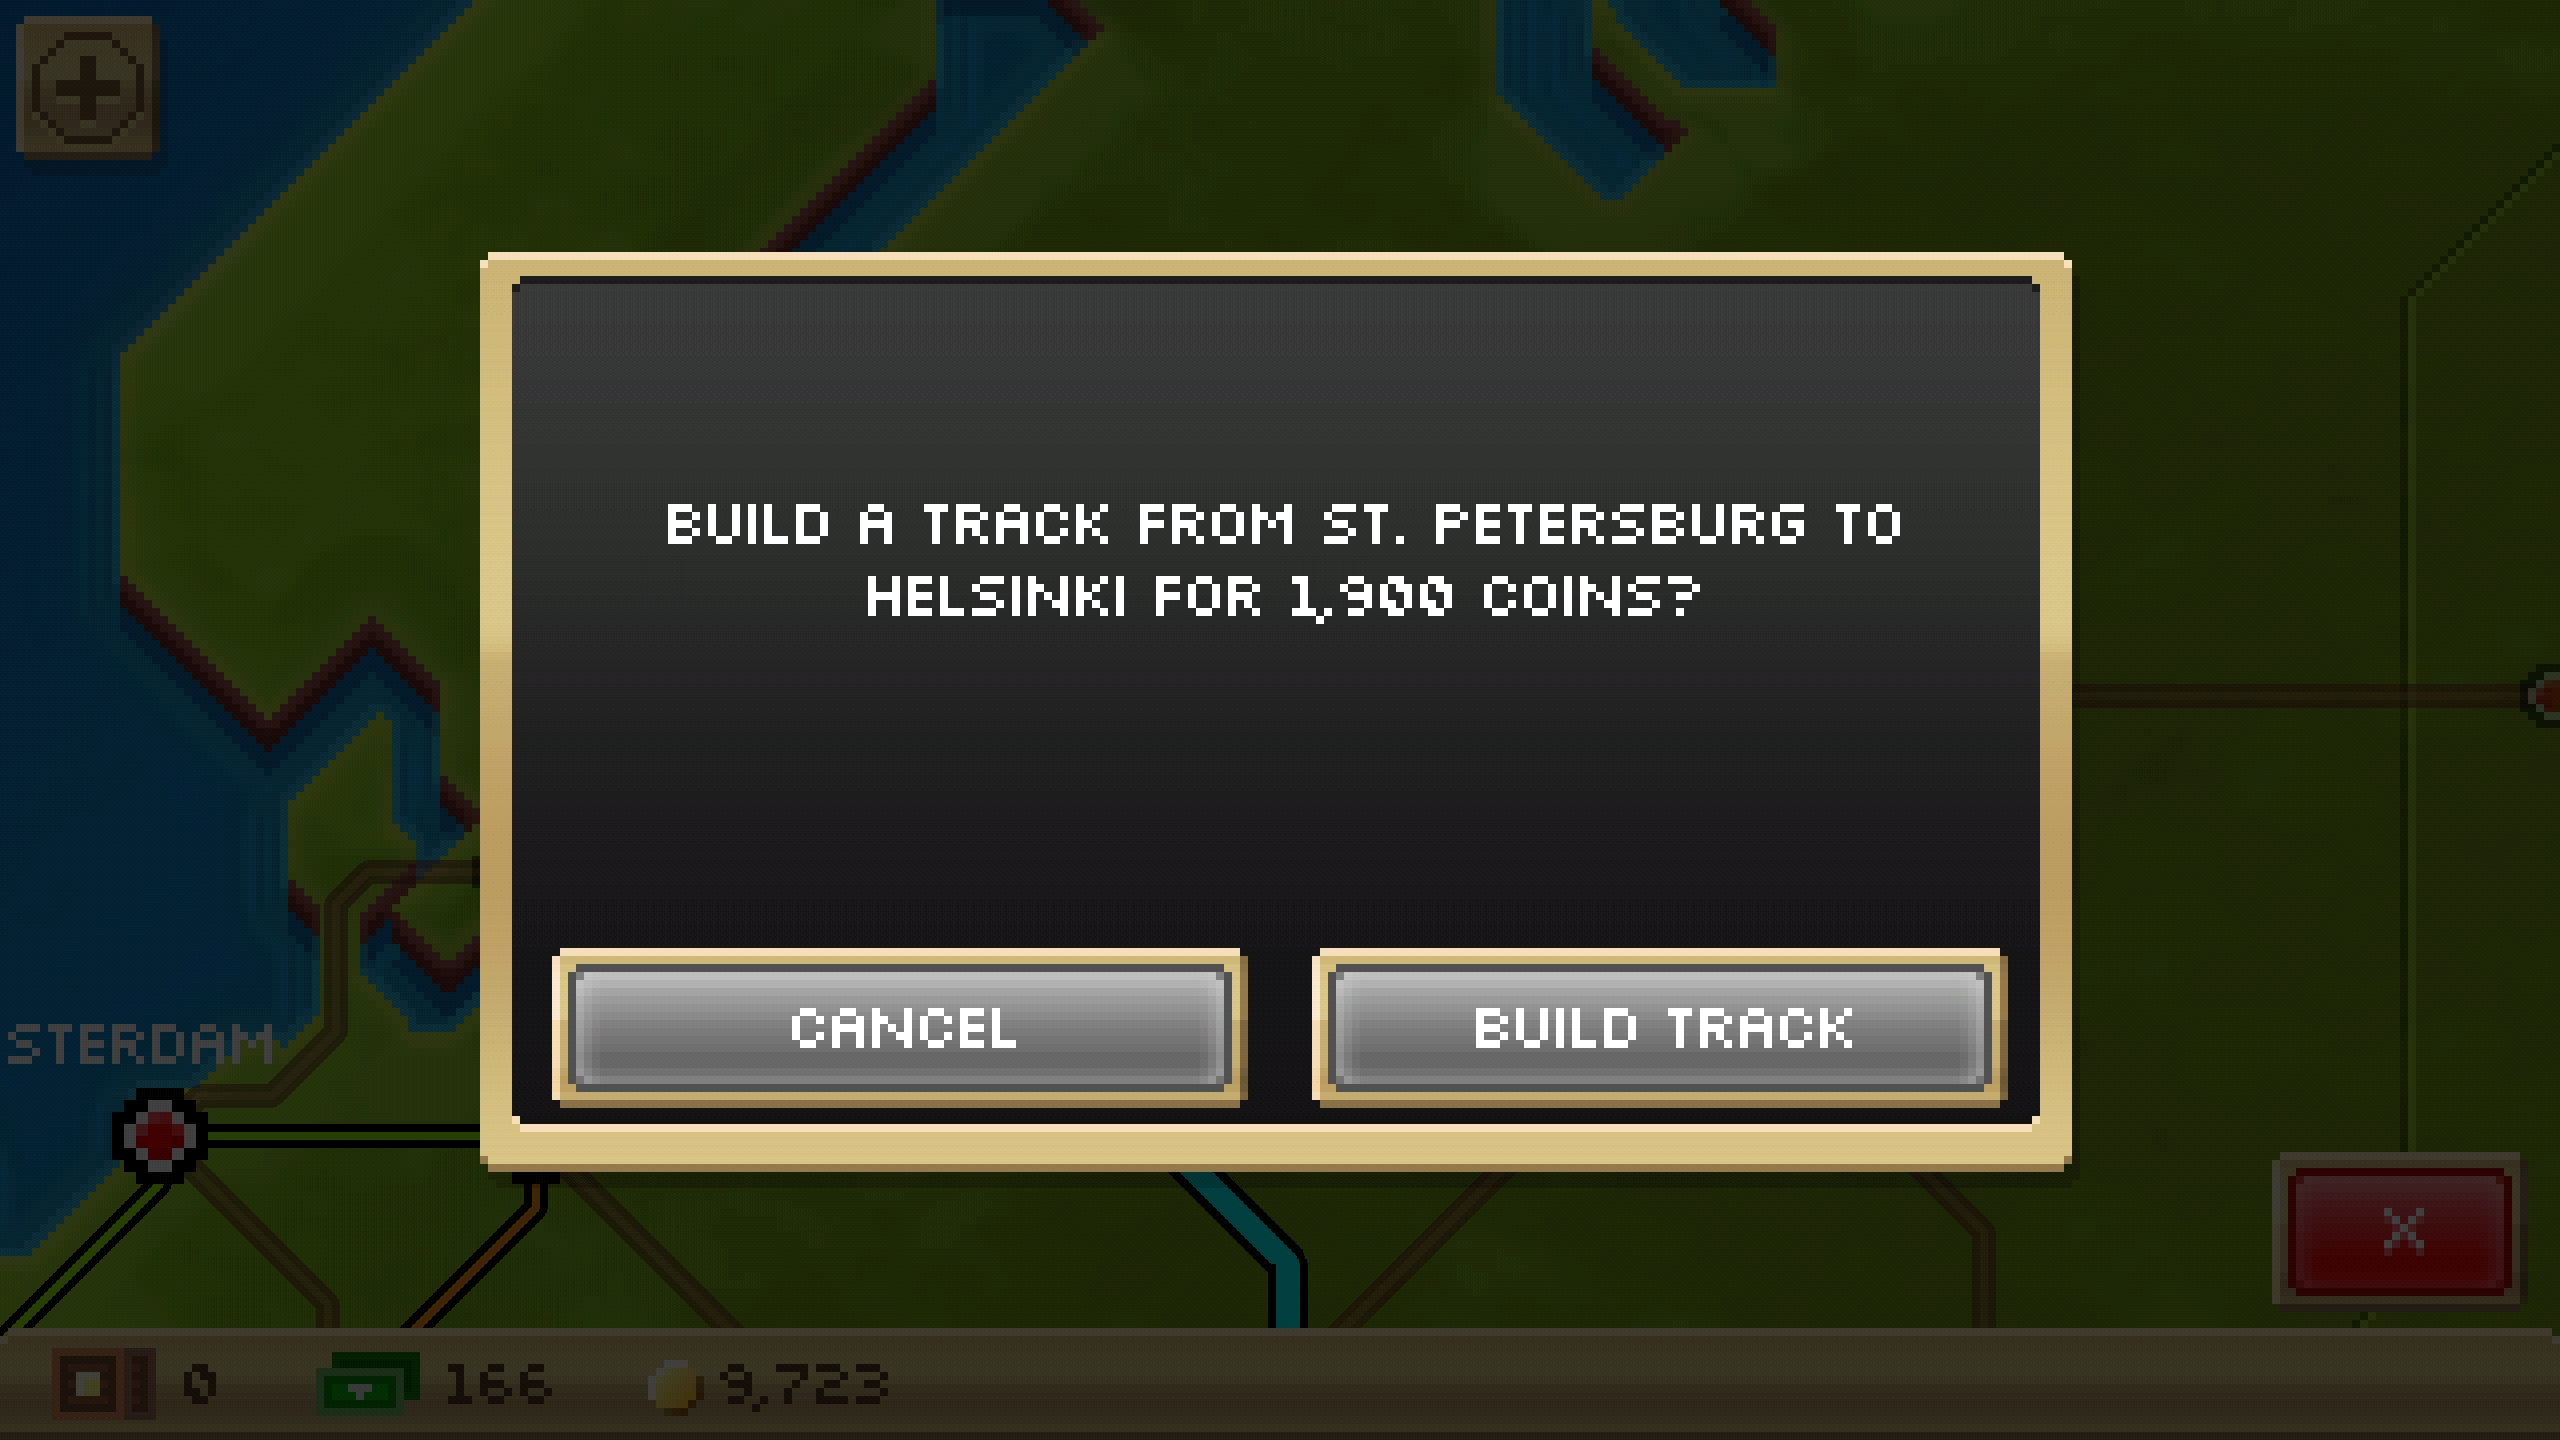 BUILD A TRACK FROM ST. PETERSBURG TO
HELSINKI FOR 1,900 COINS?
CANCEL
BUILD TRACK
STERDAM
X
0
166
9,723